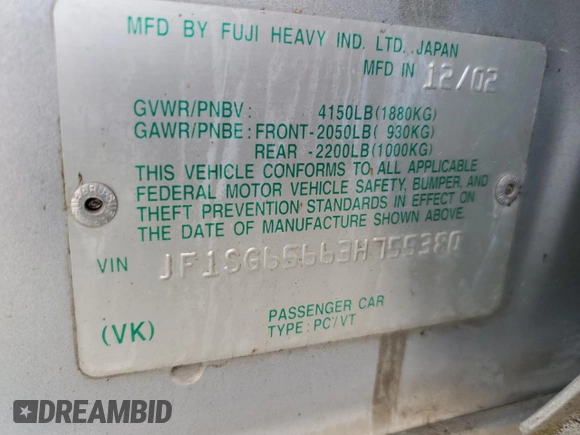 MFD BY FUJI HEAVY IND. LTD. JAPAN
MFD IN 12/02
GVWR/PNBV: 4150LB(1880KG)
GAWR/PNBE: FRONT-2050LB( 930KG)
REAR -2200LB(1000KG)
THIS VEHICLE CONFORMS TO ALL APPLICABLE
FEDERAL MOTOR VEHICLE SAFETY, BUMPER, AND
THEFT PREVENTION STANDARDS IN EFFECT ON
THE DATE OF MANUFACTURE SHOWN ABOVE.
VIN JF1SG65663H755380
PASSENGER CAR
(VK) TYPE: PC/VT
DREAMBID